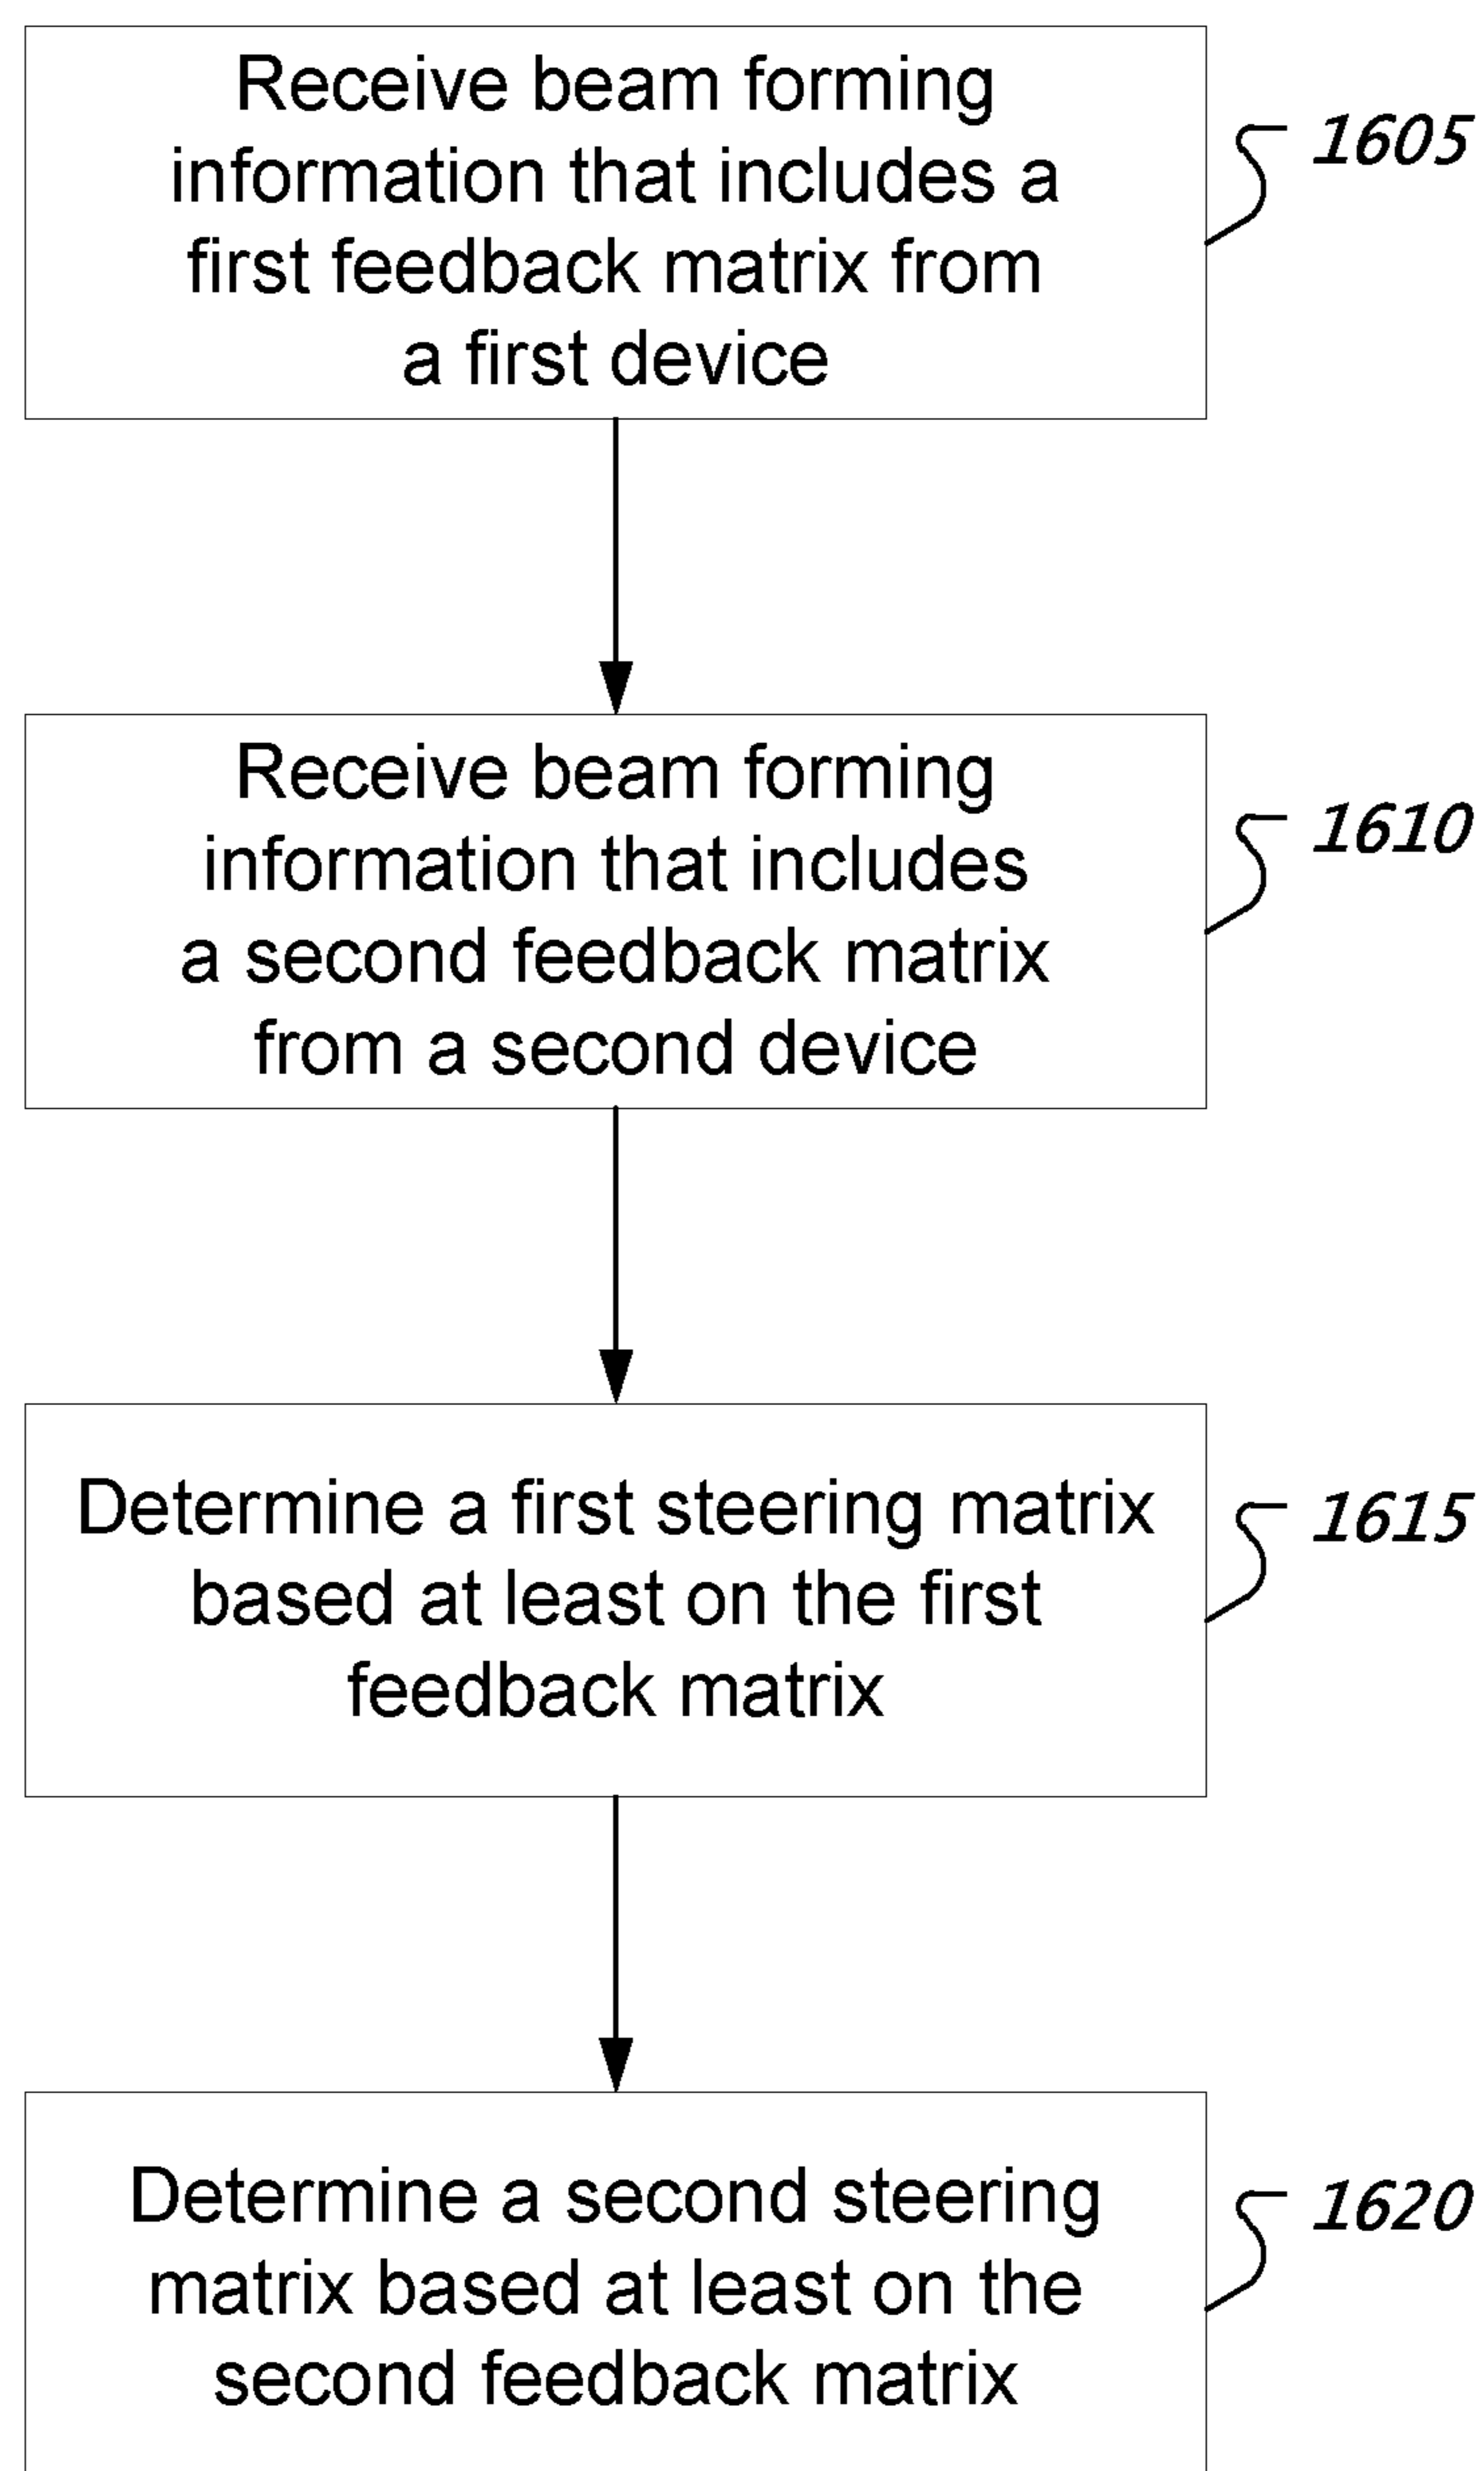 Receive beam forming
information that includes a
first feedback matrix from
a first device
1605
Receive beam forming
information that includes
a second feedback matrix
from a second device
1610
Determine a first steering matrix
based at least on the first
feedback matrix
1615
Determine a second steering
matrix based at least on the
second feedback matrix
1620